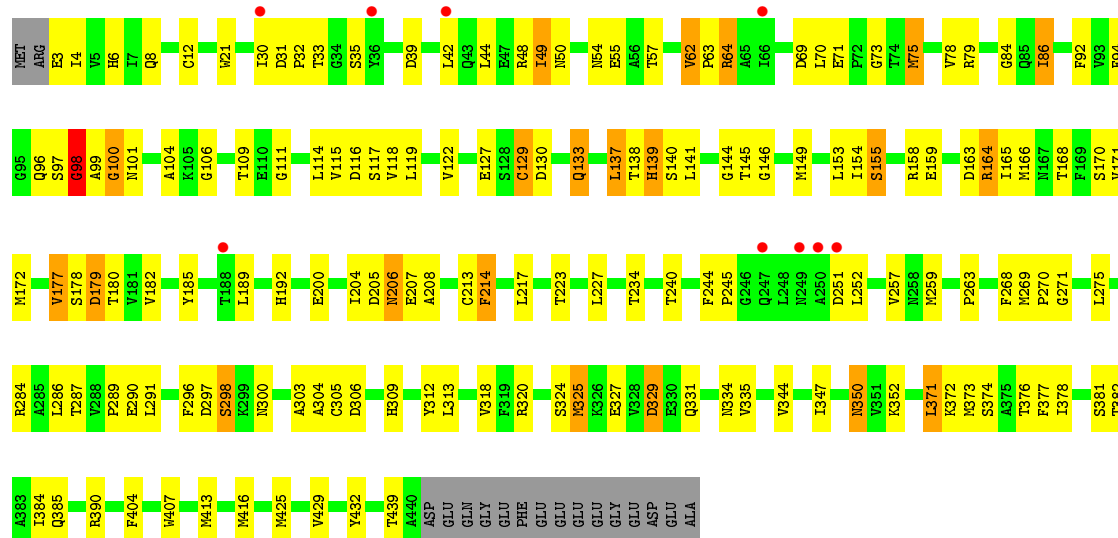 MET ARG E3 I4 V5 H6 I7 Q8 C12 W21 I30 D31 P32 T33 G34 S35 Y36 D39 L42 Q43 L44 E47 R48 I49 N50 N54 E55 A56 T57 V62 P63 R64 A65 I66 D69 L70 E71 P72 G73 T74 M75 V78 R79 G84 Q85 I86 F92 V93 F94
G95 Q96 S97 G98 A99 G100 N101 A104 K105 G106 T109 E110 G111 L114 V115 D116 S117 V118 L119 V122 E127 S128 C129 D130 Q133 L137 T138 H139 S140 L141 G144 T145 G146 M149 L153 I154 S155 R158 E159 D163 R164 I165 M166 N167 T168 F169 S170 V171
M172 V177 S178 D179 T180 V181 V182 Y185 T188 L189 H192 E200 I204 D205 N206 E207 A208 C213 F214 L217 T223 L227 T234 T240 F244 P245 G246 Q247 L248 N249 A250 D251 L252 V257 N258 M259 P263 F268 M269 P270 G271 L275
R284 A285 L286 T287 V288 P289 E290 L291 F296 D297 S298 K299 N300 A303 A304 C305 D306 H309 Y312 L313 V318 F319 R320 S324 M325 K326 E327 V328 D329 E330 Q331 N334 V335 V344 I347 N350 V351 K352 I371 K372 M373 S374 A375 T376 F377 I378 S381 T382
A383 I384 Q385 R390 F404 W407 M413 M416 M425 V429 Y432 T439 A440 ASP GLU GLN GLY GLU PHE GLU GLU GLU GLU GLY GLU ASP GLU ALA